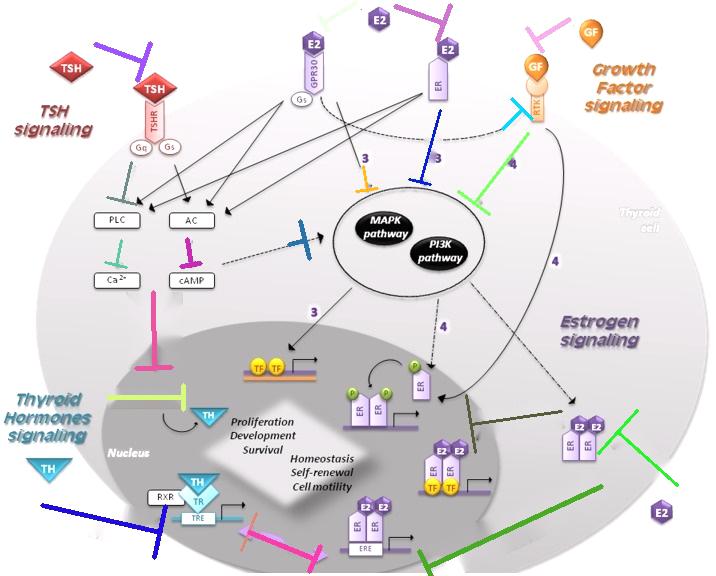 E2
E2
E2
GF
GF
TSH
TSH
TSHR
Gq
Gs
TSH
signaling
GPR30
Gs
ER
RTK
Growth
Factor
signaling
3
3
4
PLC
AC
Ca 2+
cAMP
MAPK
pathway
PI3K
pathway
Thyroid
cell
4
3
4
Estrogen
signaling
TF
TF
P
ER
P
P
ER
ER
Thyroid
Hormones
signaling
TH
TH
Nucleus
Proliferation
Development
Survival
Homeostasis
Self-renewal
Cell motility
E2
E2
ER
ER
E2
E2
ER
ER
TF
TF
TH
RXR
TR
TRE
E2
E2
ER
ER
ERE
E2